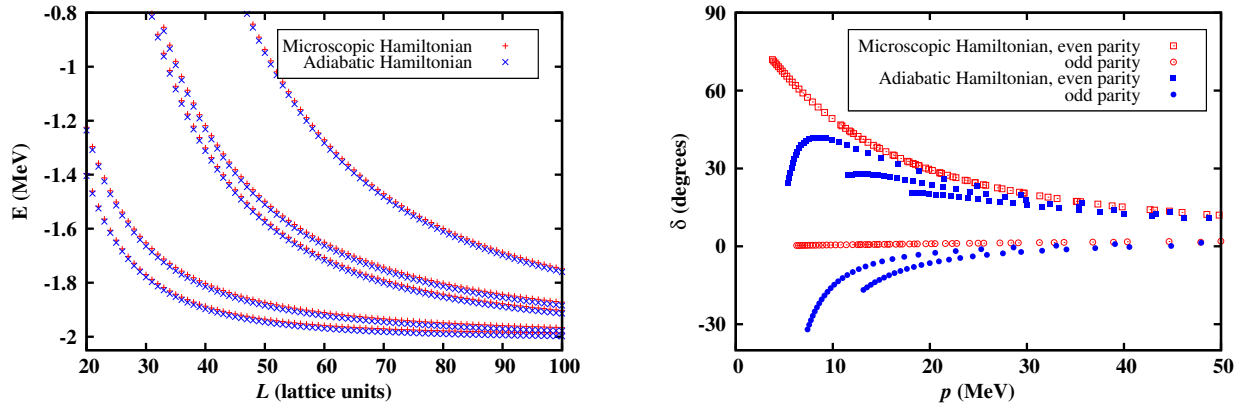 -0.8
-1
-1.2
-1.4
-1.6
-1.8
-2
20 30 40 50 60 70 80 90 100
E (MeV)
L (lattice units)
Microscopic Hamiltonian
Adiabatic Hamiltonian
90
60
30
0
-30
0 10 20 30 40 50
δ (degrees)
p (MeV)
Microscopic Hamiltonian, even parity
odd parity
Adiabatic Hamiltonian, even parity
odd parity